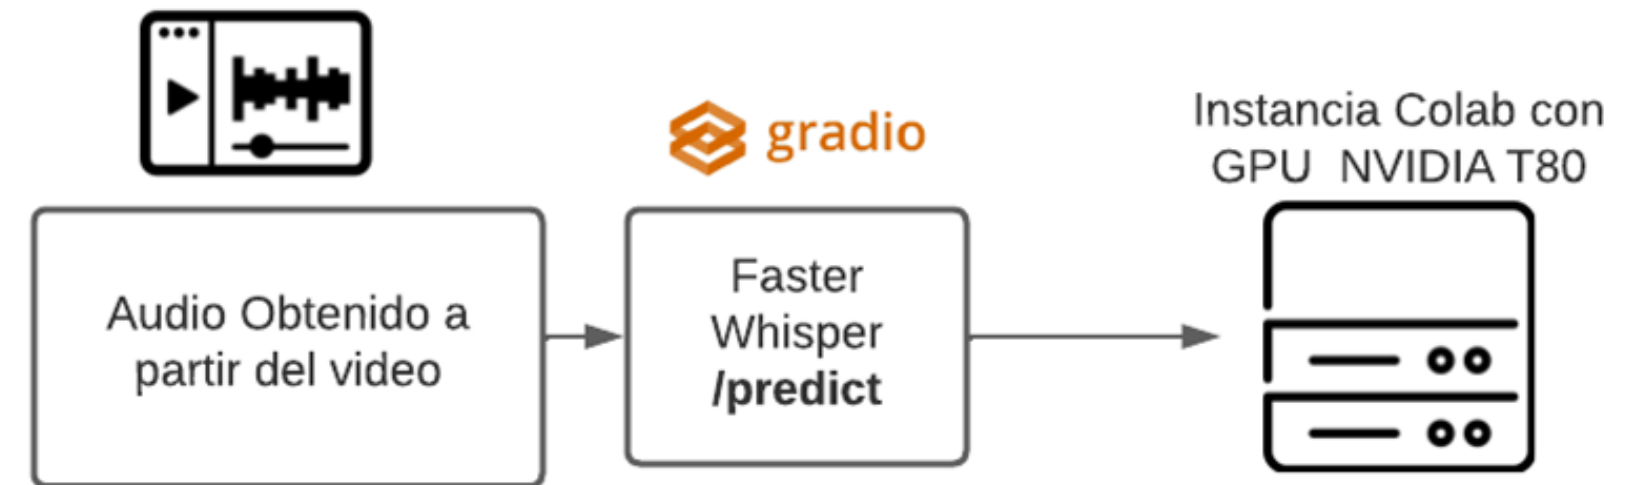 gradio
Instancia Colab con
GPU NVIDIA T80
Audio Obtenido a
partir del video
Faster
Whisper
/predict